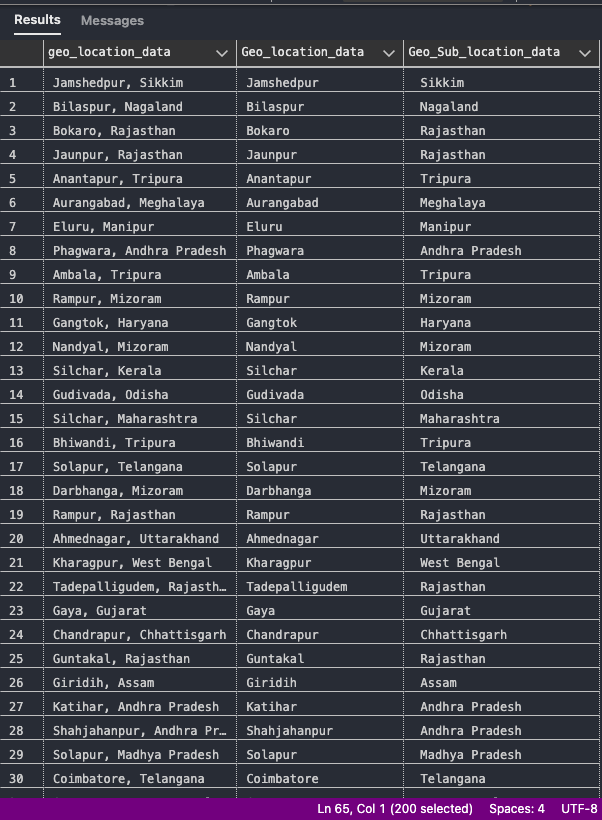 Results Messages
geo_location_data Geo_location_data Geo_Sub_location_data
1 Jamshedpur, Sikkim Jamshedpur Sikkim
2 Bilaspur, Nagaland Bilaspur Nagaland
3 Bokaro, Rajasthan Bokaro Rajasthan
4 Jaunpur, Rajasthan Jaunpur Rajasthan
5 Anantapur, Tripura Anantapur Tripura
6 Aurangabad, Meghalaya Aurangabad Meghalaya
7 Eluru, Manipur Eluru Manipur
8 Phagwara, Andhra Pradesh Phagwara Andhra Pradesh
9 Ambala, Tripura Ambala Tripura
10 Rampur, Mizoram Rampur Mizoram
11 Gangtok, Haryana Gangtok Haryana
12 Nandyal, Mizoram Nandyal Mizoram
13 Silchar, Kerala Silchar Kerala
14 Gudivada, Odisha Gudivada Odisha
15 Silchar, Maharashtra Silchar Maharashtra
16 Bhiwandi, Tripura Bhiwandi Tripura
17 Solapur, Telangana Solapur Telangana
18 Darbhanga, Mizoram Darbhanga Mizoram
19 Rampur, Rajasthan Rampur Rajasthan
20 Ahmednagar, Uttarakhand Ahmednagar Uttarakhand
21 Kharagpur, West Bengal Kharagpur West Bengal
22 Tadepalligudem, Rajasth… Tadepalligudem Rajasthan
23 Gaya, Gujarat Gaya Gujarat
24 Chandrapur, Chhattisgarh Chandrapur Chhattisgarh
25 Guntakal, Rajasthan Guntakal Rajasthan
26 Giridih, Assam Giridih Assam
27 Katihar, Andhra Pradesh Katihar Andhra Pradesh
28 Shahjahanpur, Andhra Pr… Shahjahanpur Andhra Pradesh
29 Solapur, Madhya Pradesh Solapur Madhya Pradesh
30 Coimbatore, Telangana Coimbatore Telangana
Ln 65, Col 1 (200 selected) Spaces: 4 UTF-8